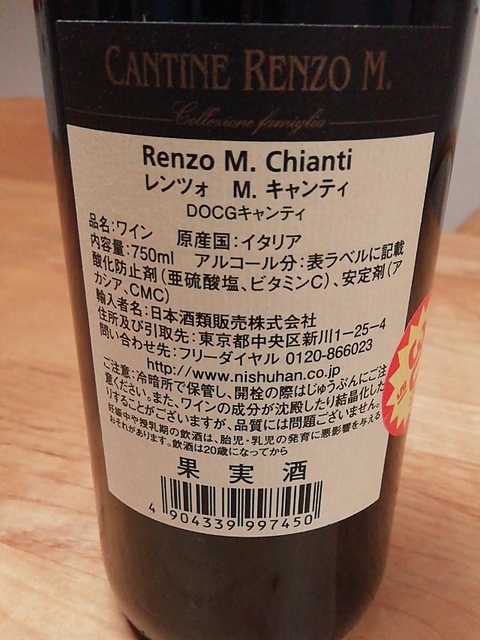 CANTINE RENZO M.
Collezione famiglia
Renzo M. Chianti
レンツォ M. キャンティ
DOCGキャンティ
品名:ワイン 原産国:イタリア
内容量:750ml アルコール分:表ラベルに記載
酸化防止剤(亜硫酸塩、ビタミンC)、安定剤(ア
カシア、CMC)
輸入者名:日本酒類販売株式会社
住所及び引取先:東京都中央区新川1-25-4
問い合わせ先:フリーダイヤル 0120-866023
http://www.nishuhan.co.jp
ご注意:冷暗所で保管し、開栓の際はじゅうぶんにご注
意ください。また、ワインの成分が沈殿したり結晶化した
りすることがございますが、品質には問題ございません。
妊娠中や授乳期の飲酒は、胎児・乳児の発育に悪影響を与える
おそれがあります。飲酒は20歳になってから
果実酒
4 904339 997450